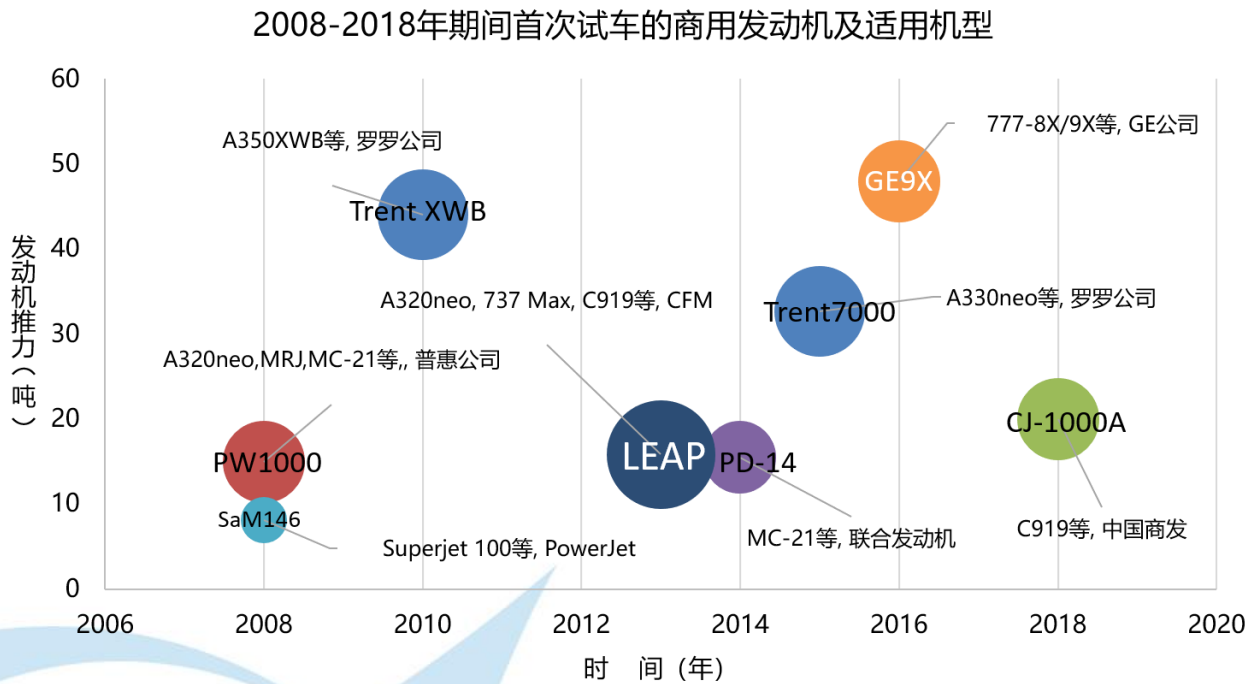 2008-2018年期间首次试车的商用发动机及适用机型
发动机推力（吨）
60
50
40
30
20
10
0
A350XWB等, 罗罗公司
Trent XWB
777-8X/9X等, GE公司
GE9X
A320neo, 737 Max, C919等, CFM
A330neo等, 罗罗公司
Trent7000
A320neo,MRJ,MC-21等,, 普惠公司
PW1000
LEAP
PD-14
CJ-1000A
SaM146
Superjet 100等, PowerJet
MC-21等, 联合发动机
C919等, 中国商发
2006
2008
2010
2012
2014
2016
2018
2020
时 间（年）